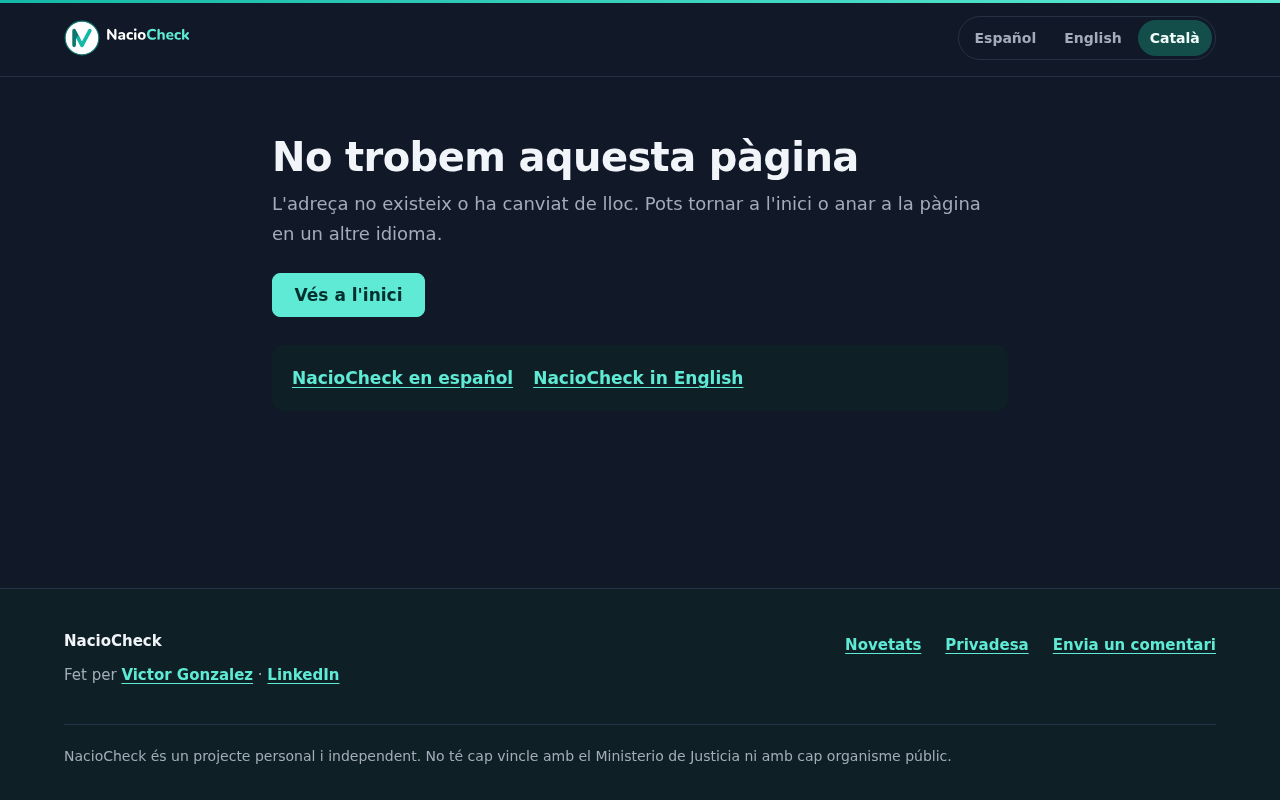 NacioCheck
Español English Català
No trobem aquesta pàgina
L'adreça no existeix o ha canviat de lloc. Pots tornar a l'inici o anar a la pàgina
en un altre idioma.
Vés a l'inici
NacioCheck en español NacioCheck in English
NacioCheck
Fet per Victor Gonzalez · LinkedIn
Novetats Privadesa Envia un comentari
NacioCheck és un projecte personal i independent. No té cap vincle amb el Ministerio de Justicia ni amb cap organisme públic.